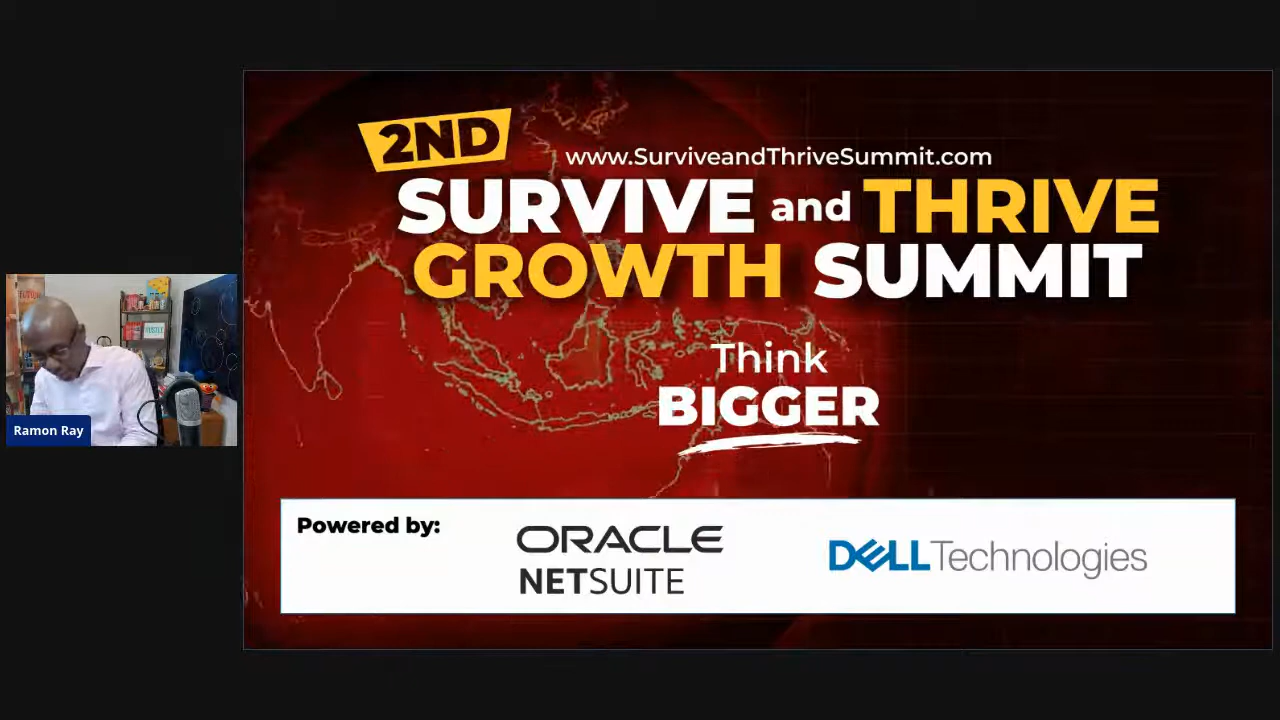 2ND
www.SurviveandThriveSummit.com
SURVIVE and THRIVE
GROWTH SUMMIT
Think
BIGGER
Ramon Ray
Powered by:
ORACLE
NETSUITE
DELL Technologies